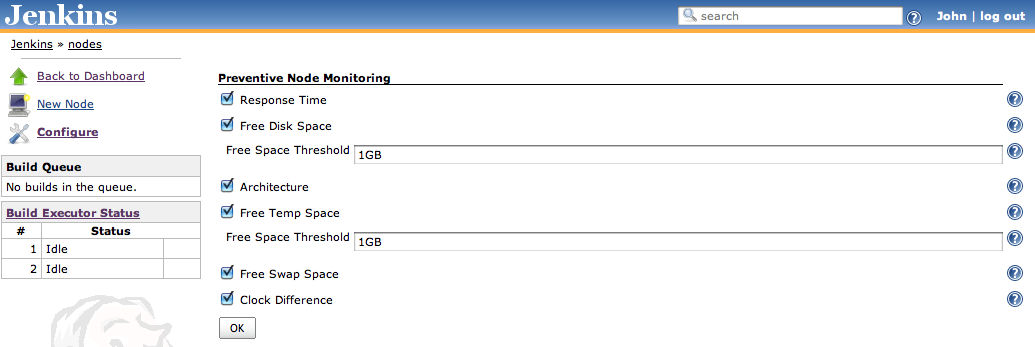 Jenkins
search
John | log out
Jenkins » nodes
Back to Dashboard
New Node
Configure
Build Queue
No builds in the queue.
Build Executor Status
# Status
1 Idle
2 Idle
Preventive Node Monitoring
Response Time
Free Disk Space
Free Space Threshold 1GB
Architecture
Free Temp Space
Free Space Threshold 1GB
Free Swap Space
Clock Difference
OK